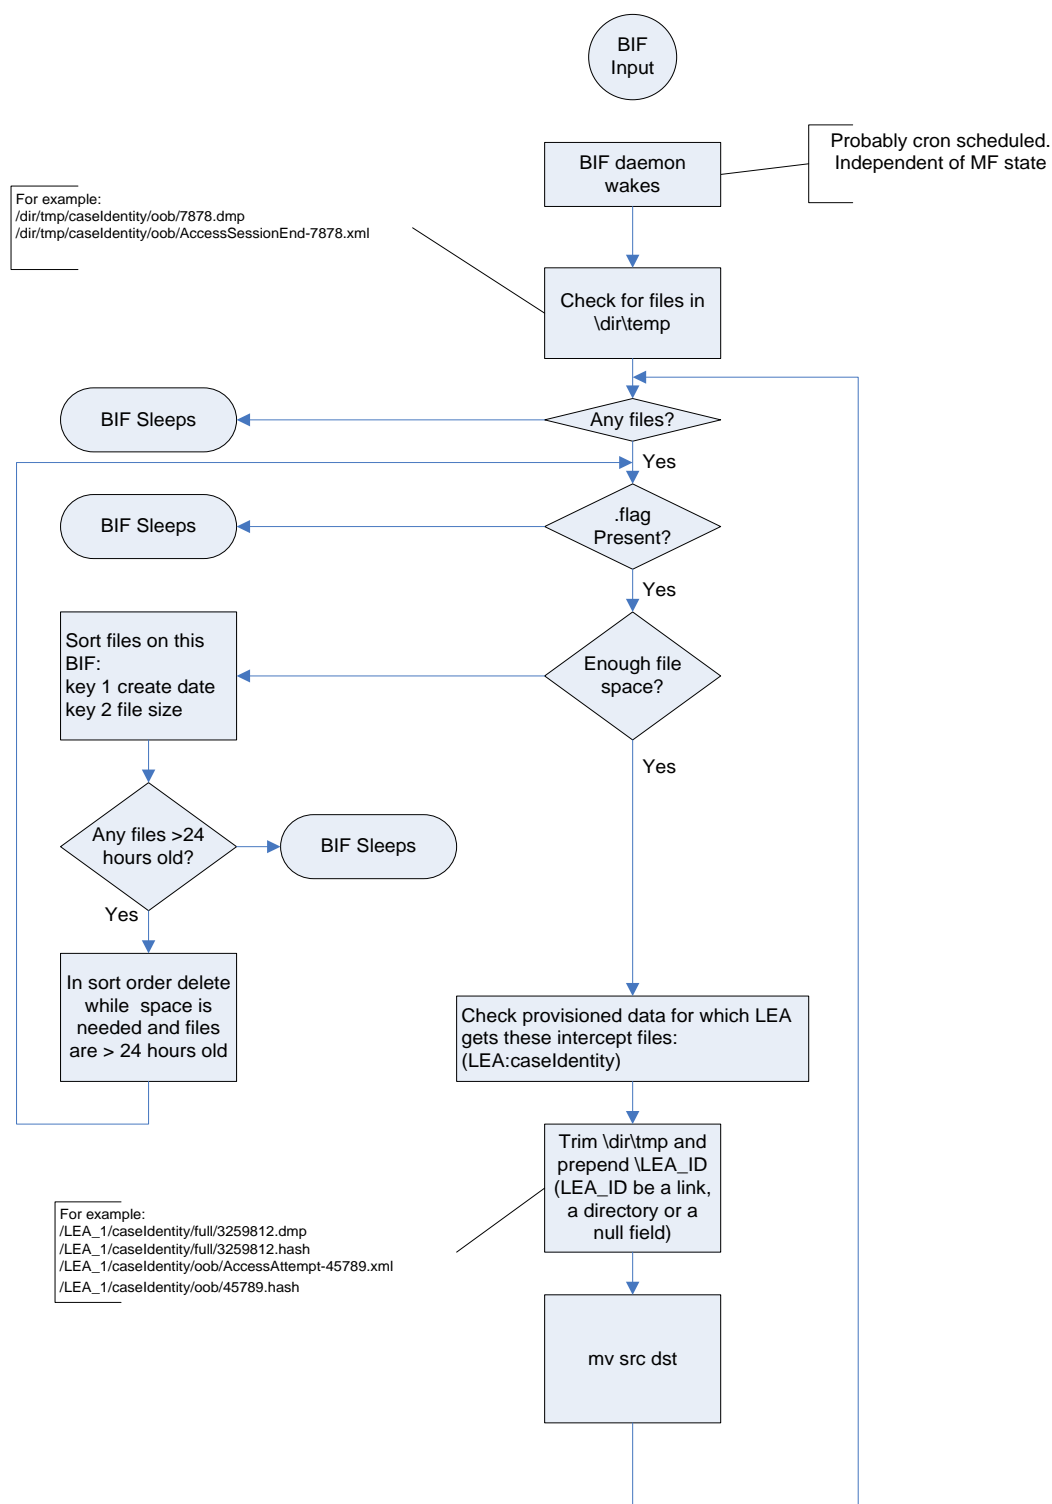 BIF
Input
Probably cron scheduled.
Independent of MF state
BIF daemon
wakes
For example:
/dir/tmp/caseIdentity/oob/7878.dmp
/dir/tmp/caseIdentity/oob/AccessSessionEnd-7878.xml
Check for files in
\dir\temp
BIF Sleeps
Any files?
Yes
BIF Sleeps
.flag
Present?
Yes
Sort files on this
BIF:
key 1 create date
key 2 file size
Enough file
space?
Yes
Any files >24
hours old?
BIF Sleeps
Yes
In sort order delete
while  space is
needed and files
are > 24 hours old
Check provisioned data for which LEA
gets these intercept files:
(LEA:caseIdentity)
Trim \dir\tmp and
prepend \LEA_ID
(LEA_ID be a link,
a directory or a
null field)
For example:
/LEA_1/caseIdentity/full/3259812.dmp
/LEA_1/caseIdentity/full/3259812.hash
/LEA_1/caseIdentity/oob/AccessAttempt-45789.xml
/LEA_1/caseIdentity/oob/45789.hash
mv src dst